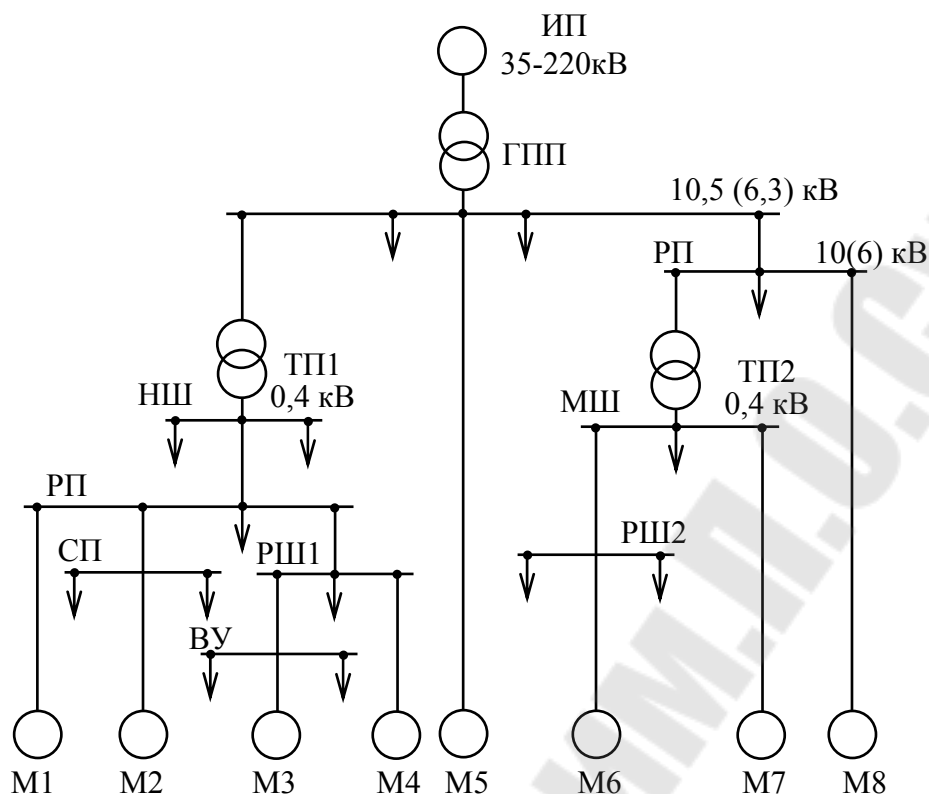 ИП
35-220кВ
ГПП
10,5 (6,3) кВ
РП
10(6) кВ
ТП1
НШ
0,4 кВ
ТП2
МШ
0,4 кВ
РП
СП
РШ1
РШ2
ВУ
М1
М2
М3
М4
М5
М6
М7
М8